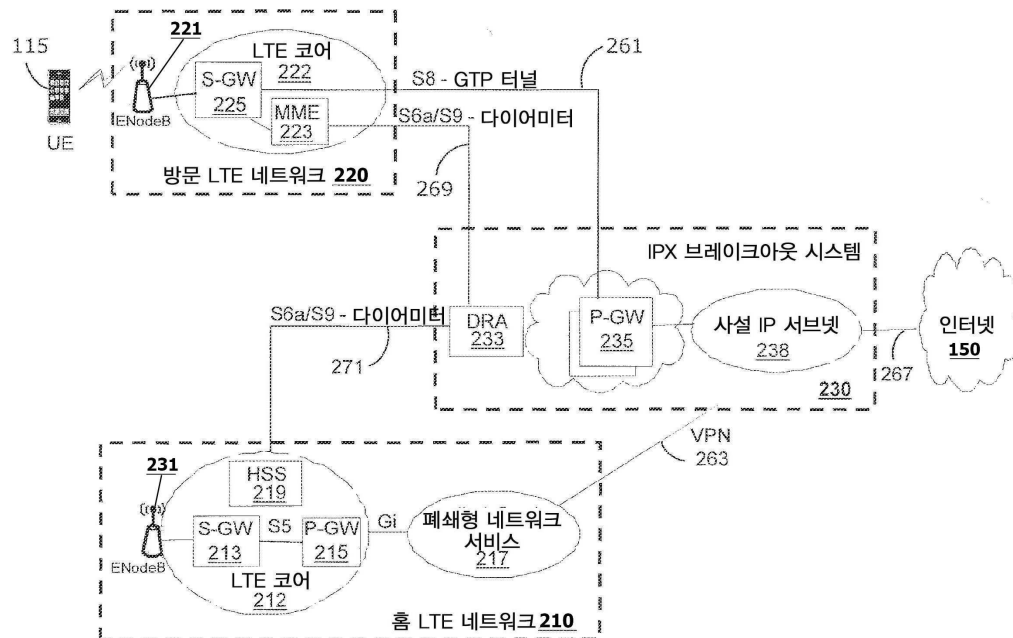 115
UE
221
ENodeB
LTE 코어
222
S-GW
225
MME
223
방문 LTE 네트워크 220
S8 - GTP 터널
261
S6a/S9 - 다이어미터
269
IPX 브레이크아웃 시스템
S6a/S9 - 다이어미터
271
DRA
233
P-GW
235
사설 IP 서브넷
238
230
267
인터넷
150
VPN
263
231
ENodeB
HSS
219
S-GW
213
S5
P-GW
215
LTE 코어
212
Gi
폐쇄형 네트워크
서비스
217
홈 LTE 네트워크 210